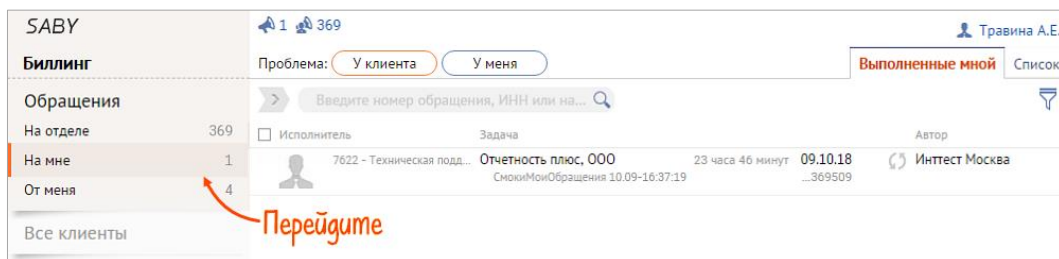 SABY
1 369
Травина А.Е.
Биллинг
Проблема: У клиента У меня
Выполненные мной Список
Обращения
Введите номер обращения, ИНН или на...
На отделе 369
Исполнитель Задача Автор
На мне 1
7622 - Техническая подд... Отчетность плюс, ООО 23 часа 46 минут 09.10.18 Инттест Москва
СмокиМоиОбращения 10.09-16:37:19 ...369509
От меня 4
Перейдите
Все клиенты